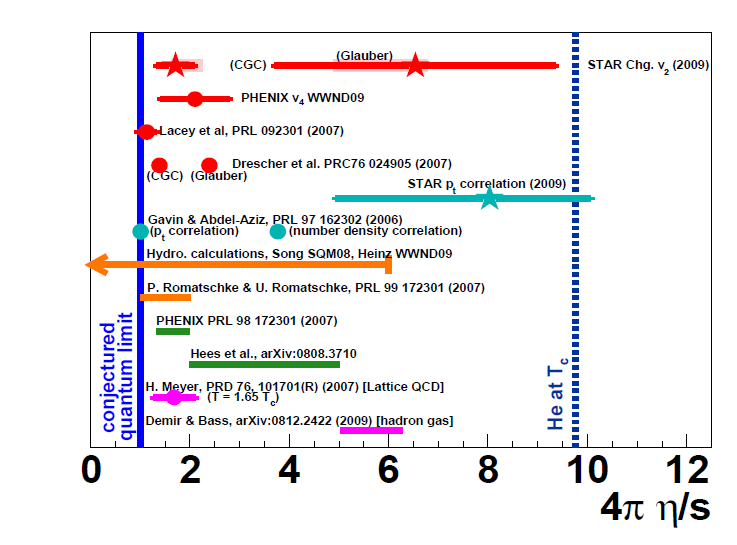 (Glauber)
(CGC)
STAR Chg. v2 (2009)
PHENIX v4 WWND09
Lacey et al, PRL 092301 (2007)
Drescher et al. PRC76 024905 (2007)
(CGC) (Glauber)
STAR pt correlation (2009)
Gavin & Abdel-Aziz, PRL 97 162302 (2006)
(pt correlation) (number density correlation)
Hydro. calculations, Song SQM08, Heinz WWND09
P. Romatschke & U. Romatschke, PRL 99 172301 (2007)
PHENIX PRL 98 172301 (2007)
Hees et al., arXiv:0808.3710
H. Meyer, PRD 76, 101701(R) (2007) [Lattice QCD]
(T = 1.65 Tc)
Demir & Bass, arXiv:0812.2422 (2009) [hadron gas]
conjectured
quantum limit
He at Tc
0 2 4 6 8 10 12
4π η/s